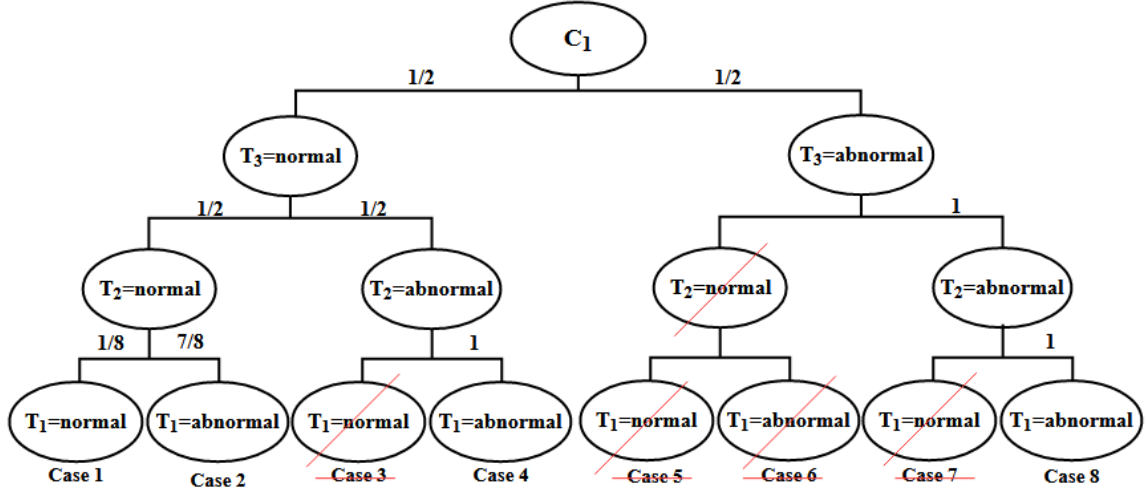 C1
1/2 1/2
T3=normal T3=abnormal
1/2 1/2 1
T2=normal T2=abnormal T2=normal T2=abnormal
1/8 7/8 1 1
T1=normal T1=abnormal T1=normal T1=abnormal T1=normal T1=abnormal T1=normal T1=abnormal
Case 1 Case 2 Case 3 Case 4 Case 5 Case 6 Case 7 Case 8